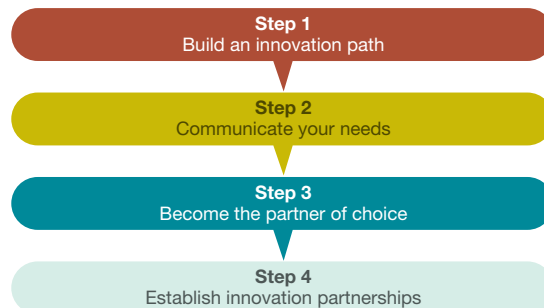 Step 1
Build an innovation path
Step 2
Communicate your needs
Step 3
Become the partner of choice
Step 4
Establish innovation partnerships